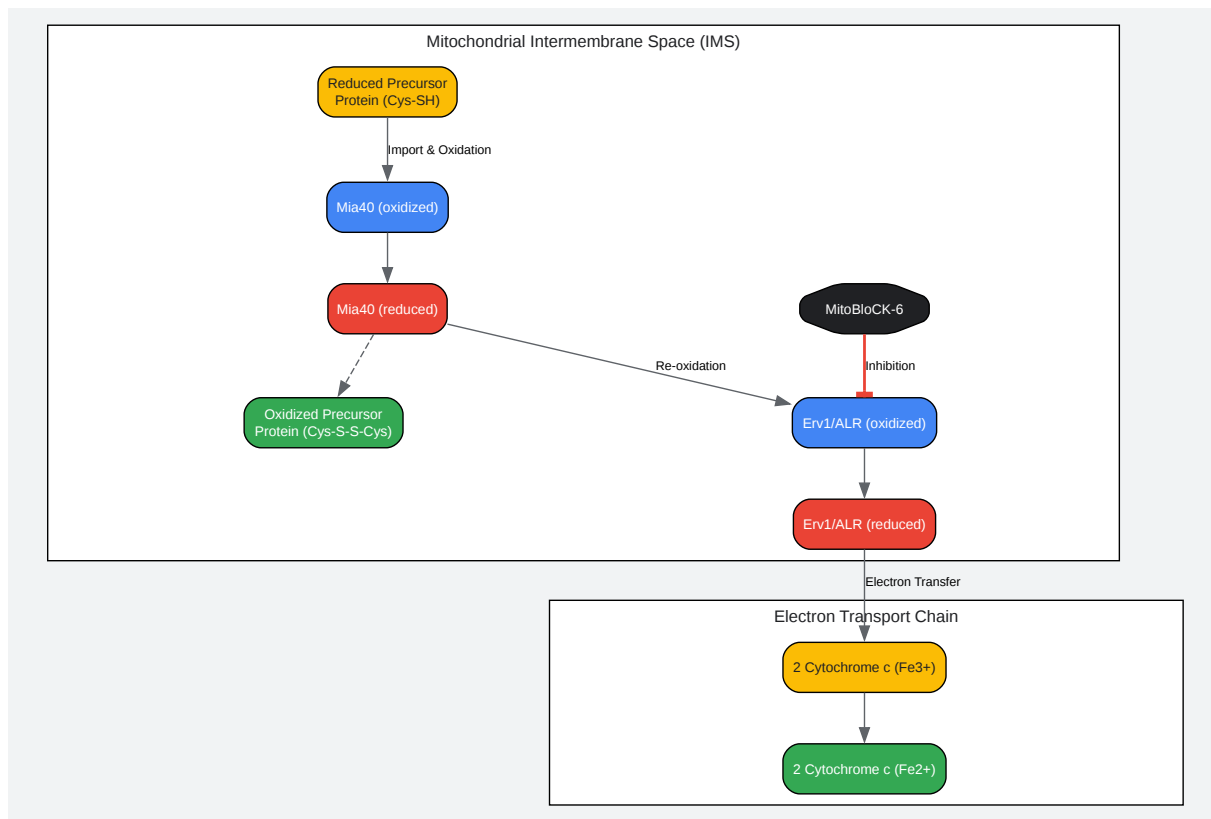 Mitochondrial Intermembrane Space (IMS)
Reduced Precursor
Protein (Cys-SH)
Import & Oxidation
Mia40 (oxidized)
Mia40 (reduced)
MitoBloCK-6
Re-oxidation
Inhibition
Oxidized Precursor
Protein (Cys-S-S-Cys)
Erv1/ALR (oxidized)
Erv1/ALR (reduced)
Electron Transfer
Electron Transport Chain
2 Cytochrome c (Fe3+)
2 Cytochrome c (Fe2+)